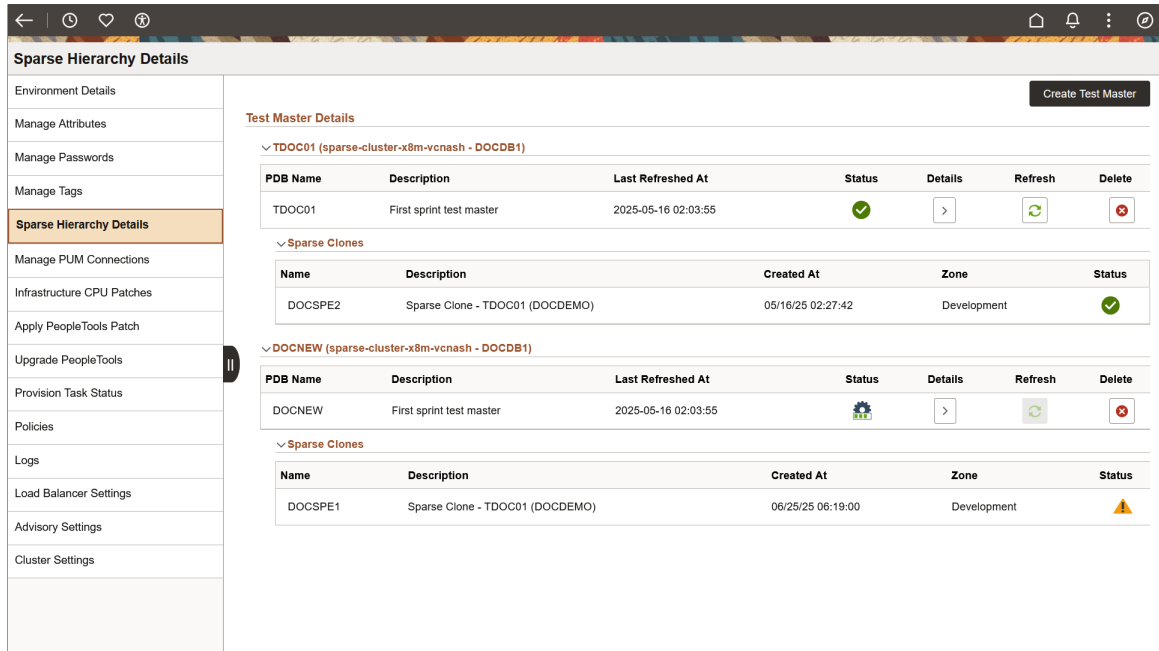 Sparse Hierarchy Details
Environment Details
Manage Attributes
Manage Passwords
Manage Tags
Sparse Hierarchy Details
Manage PUM Connections
Infrastructure CPU Patches
Apply PeopleTools Patch
Upgrade PeopleTools
Provision Task Status
Policies
Logs
Load Balancer Settings
Advisory Settings
Cluster Settings
Create Test Master
Test Master Details
TDOC01 (sparse-cluster-x8m-vcnash - DOCDB1)
PDB Name Description Last Refreshed At Status Details Refresh Delete
TDOC01 First sprint test master 2025-05-16 02:03:55
Sparse Clones
Name Description Created At Zone Status
DOCSPE2 Sparse Clone - TDOC01 (DOCDEMO) 05/16/25 02:27:42 Development
DOCNEW (sparse-cluster-x8m-vcnash - DOCDB1)
PDB Name Description Last Refreshed At Status Details Refresh Delete
DOCNEW First sprint test master 2025-05-16 02:03:55
Sparse Clones
Name Description Created At Zone Status
DOCSPE1 Sparse Clone - TDOC01 (DOCDEMO) 06/25/25 06:19:00 Development